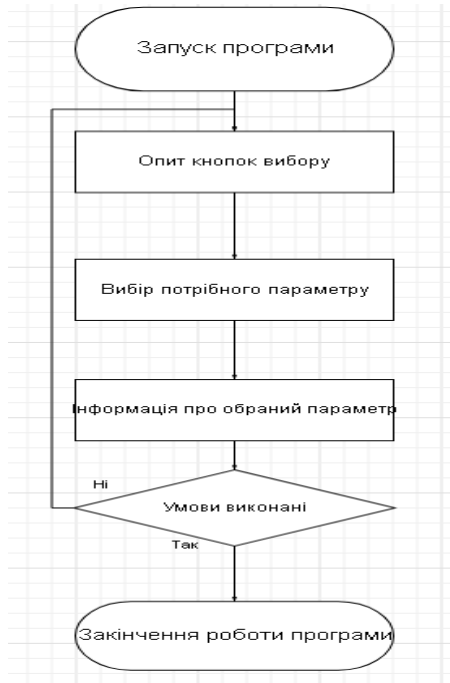 Запуск програми
Опит кнопок вибору
Вибір потрібного параметру
Інформація про обраний параметр
Ні
Умови виконані
Так
Закінчення роботи програми